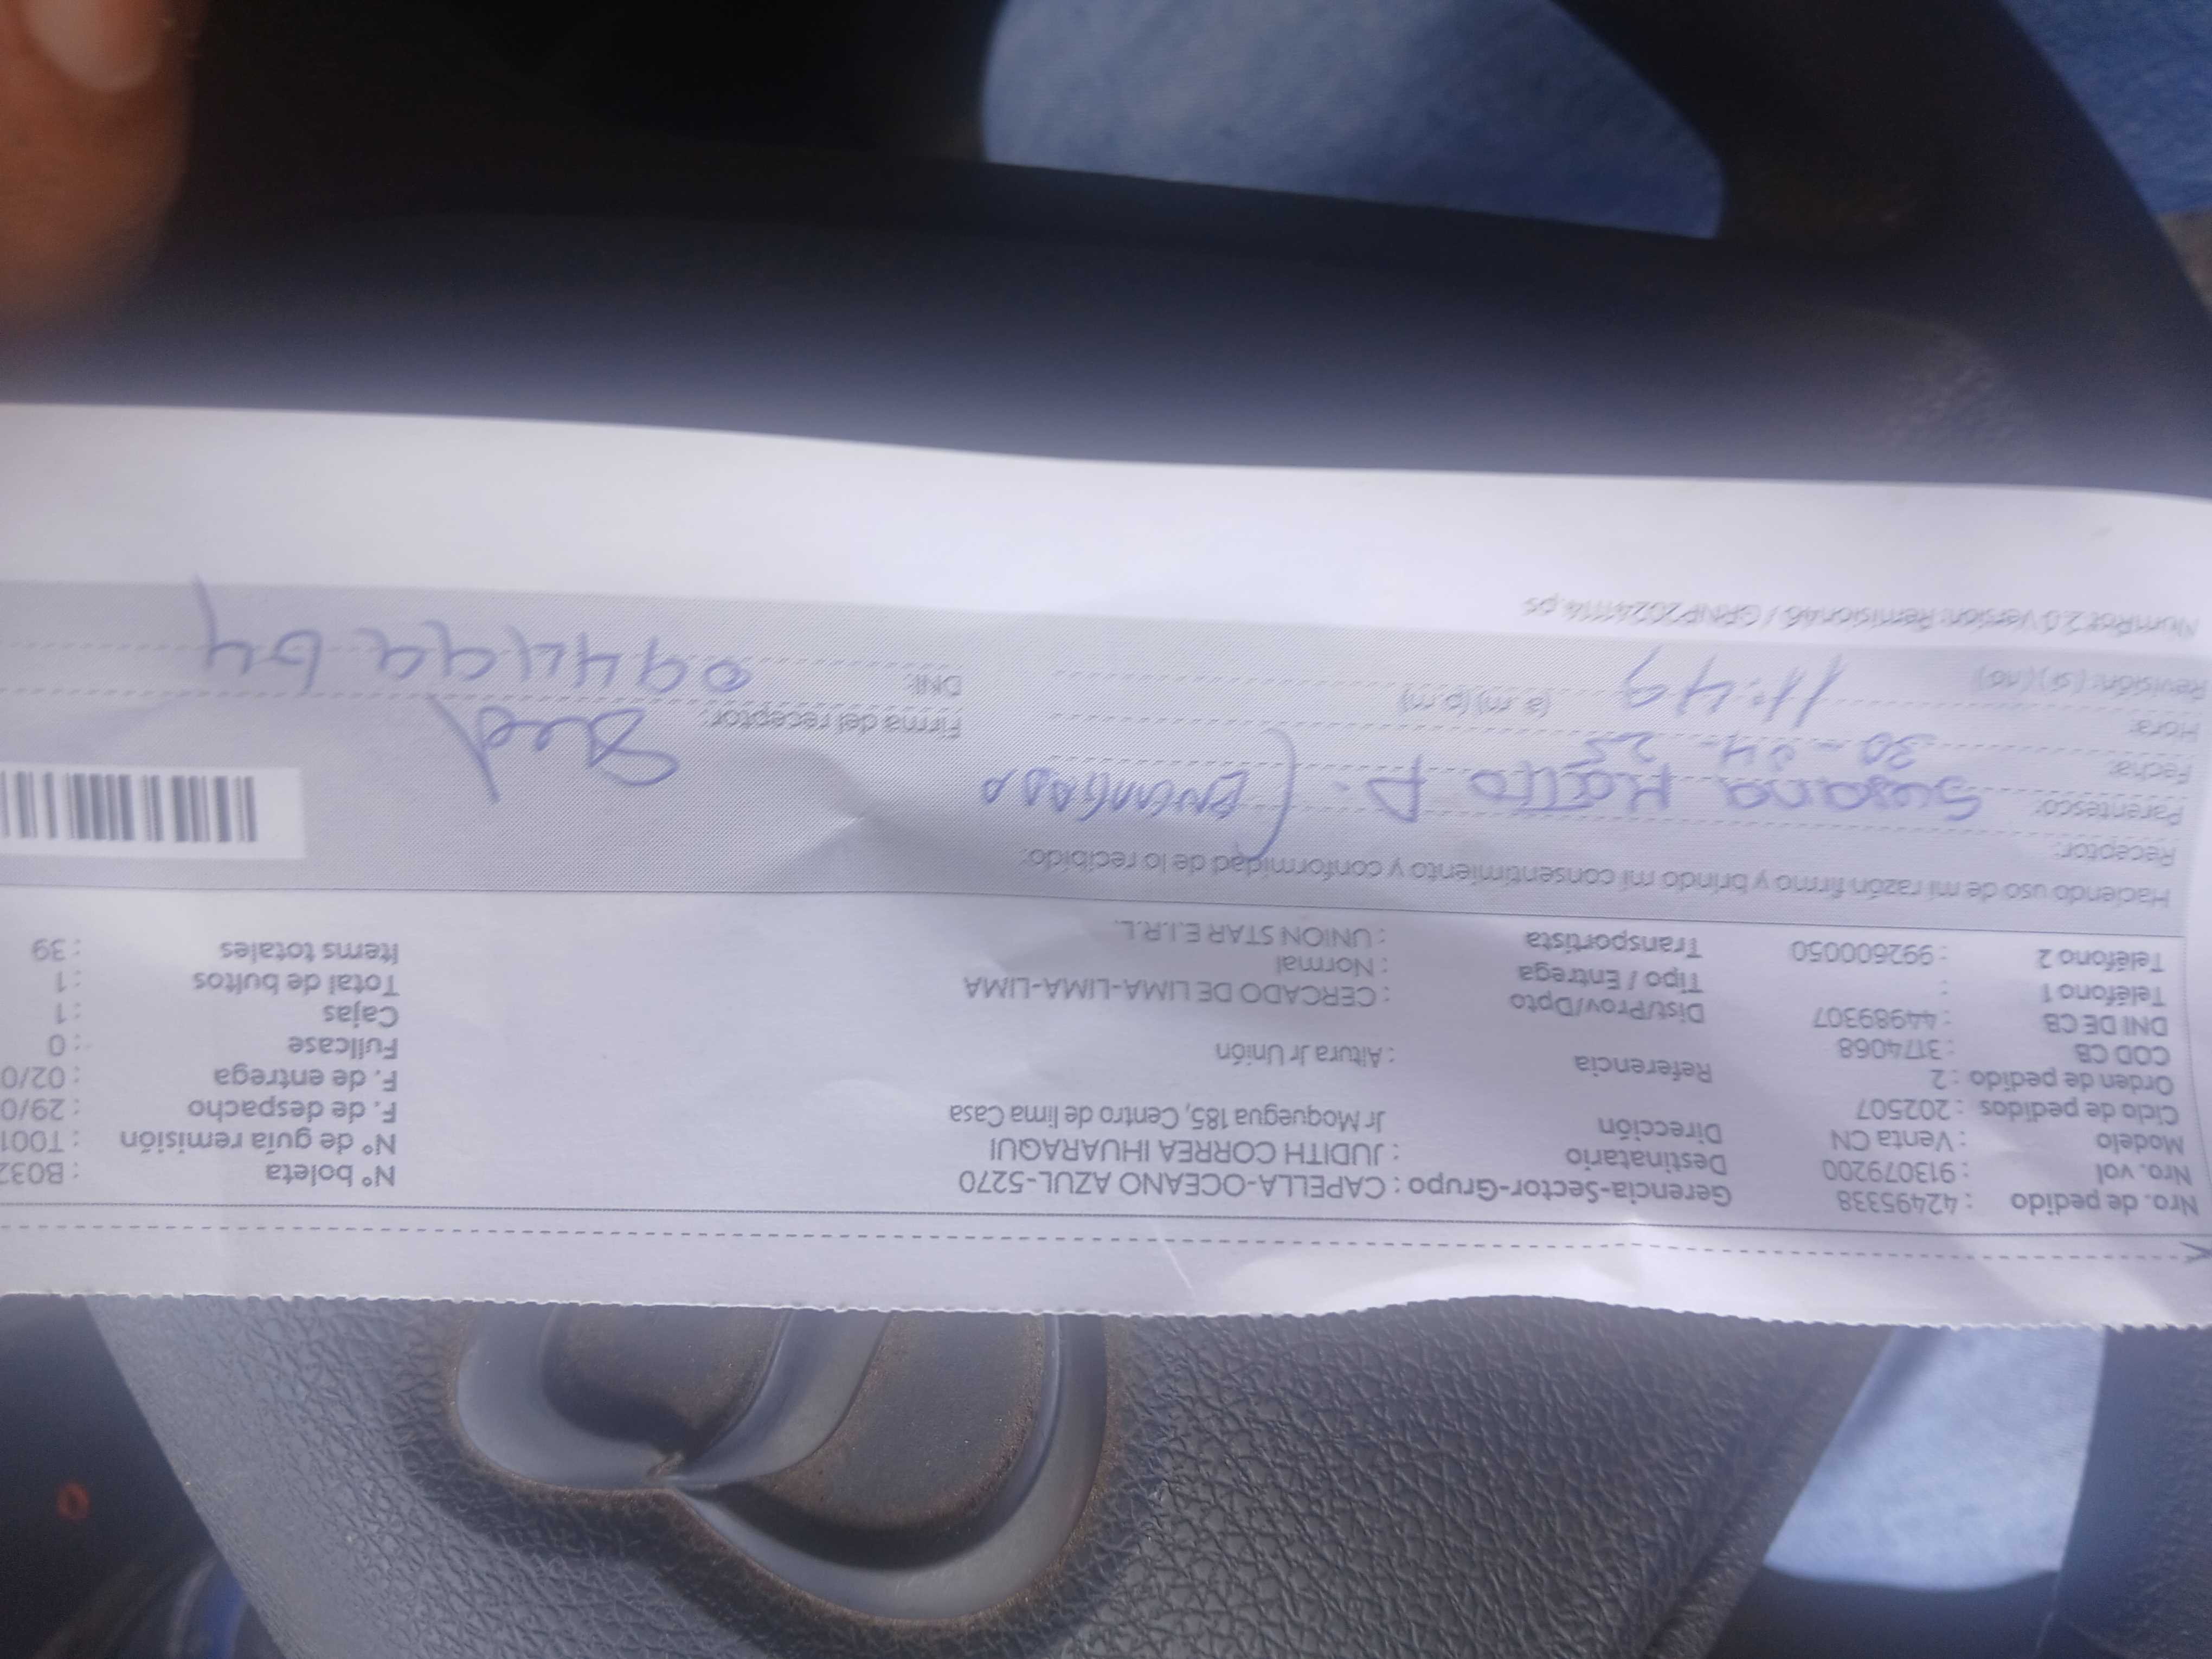 Nro. de pedido : 42495338 Gerencia-Sector-Grupo : CAPELLA-OCEANO AZUL-5270 N° boleta : B032
Nro. vol : 913079200 Destinatario : JUDITH CORREA IHUARAQUI N° de guía remisión : T001
Modelo : Venta CN Dirección Jr Moquegua 185, Centro de lima Casa F. de despacho : 29/0
Ciclo de pedidos : 202507 F. de entrega : 02/0
Orden de pedido : 2 Referencia : Altura Jr Unión Fullcase : 0
COD CB : 3174068 Cajas : 1
DNI DE CB : 44989307 Dist/Prov/Dpto : CERCADO DE LIMA-LIMA-LIMA Total de bultos : 1
Teléfono 1 : Tipo / Entrega : Normal Items totales : 39
Teléfono 2 : 992600050 Transportista : UNION STAR E.I.R.L.
Haciendo uso de mi razón firmo y brindo mi consentimiento y conformidad de lo recibido:
Receptor:
Parentesco: Susana P. (ENCARGADA
Fecha: 30-04-25 Firma del receptor:
Hora: 11:49 (a.m) (p.m) DNI:
Revisión: (si) (no)
NumRot 2.0 Version: Remision46 / GRNP20241114.ps